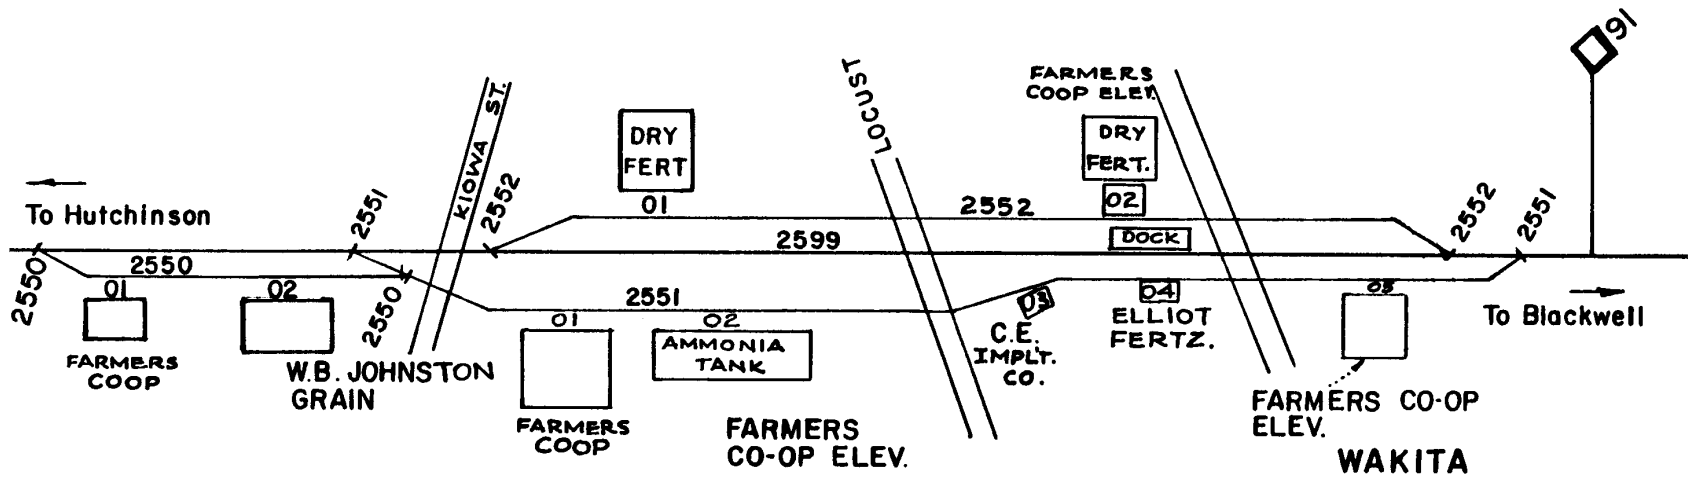 91
FARMERS
COOP ELEV.
LOCUST
KIOWA ST.
DRY
FERT
DRY
FERT.
01
02
To Hutchinson
2551
2552
2552
2552
2551
2599
DOCK
2550
2550
2550
2551
01
02
01
02
03
04
05
AMMONIA
TANK
To Blackwell
FARMERS
COOP
W.B. JOHNSTON
GRAIN
FARMERS
COOP
FARMERS
CO-OP ELEV.
C.E.
IMPL'T.
CO.
ELLIOT
FERTZ.
FARMERS CO-OP
ELEV.
WAKITA